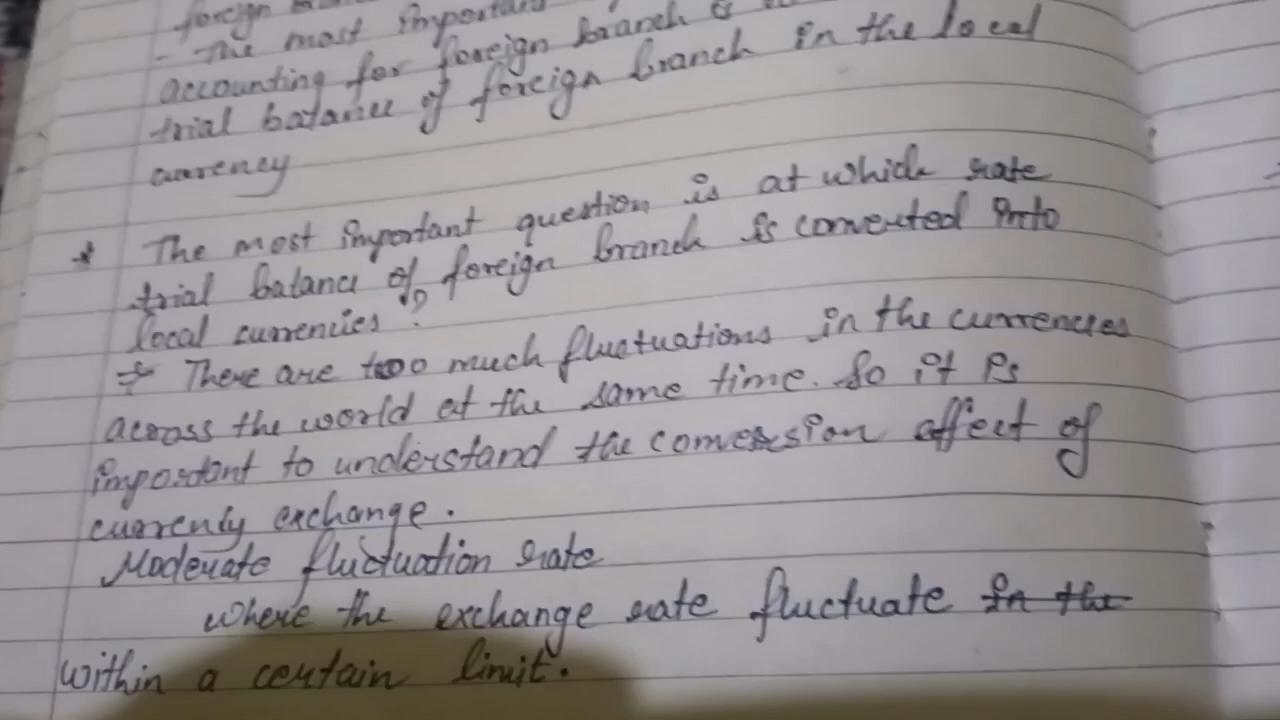 foreign
- The most important
accounting for foreign branch is
trial balance of foreign branch in the local
currency
* The most important question is at which rate
trial balance of foreign branch is converted into
local currencies ?
There are too much fluctuations in the currencies
across the world at the same time. So it is
important to understand the conversion affect of
currency exchange.
Moderate fluctuation rate
where the exchange rate fluctuate in the
within a certain limit.